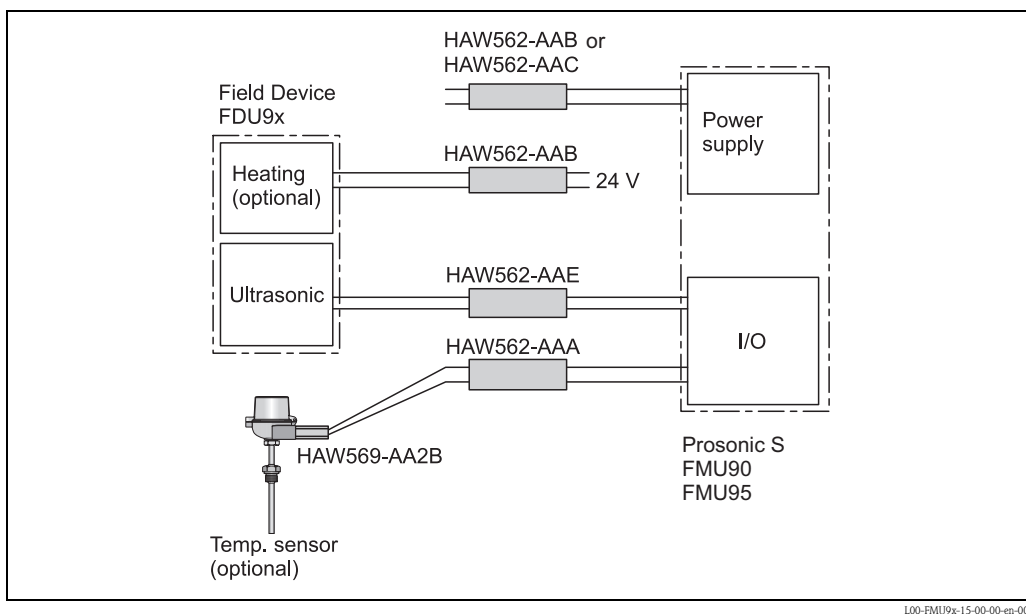 HAW562-AAB or
HAW562-AAC
Field Device
FDU9x
Power
supply
HAW562-AAB
Heating
(optional)
24 V
HAW562-AAE
Ultrasonic
I/O
HAW562-AAA
HAW569-AA2B
Prosonic S
FMU90
FMU95
Temp. sensor
(optional)